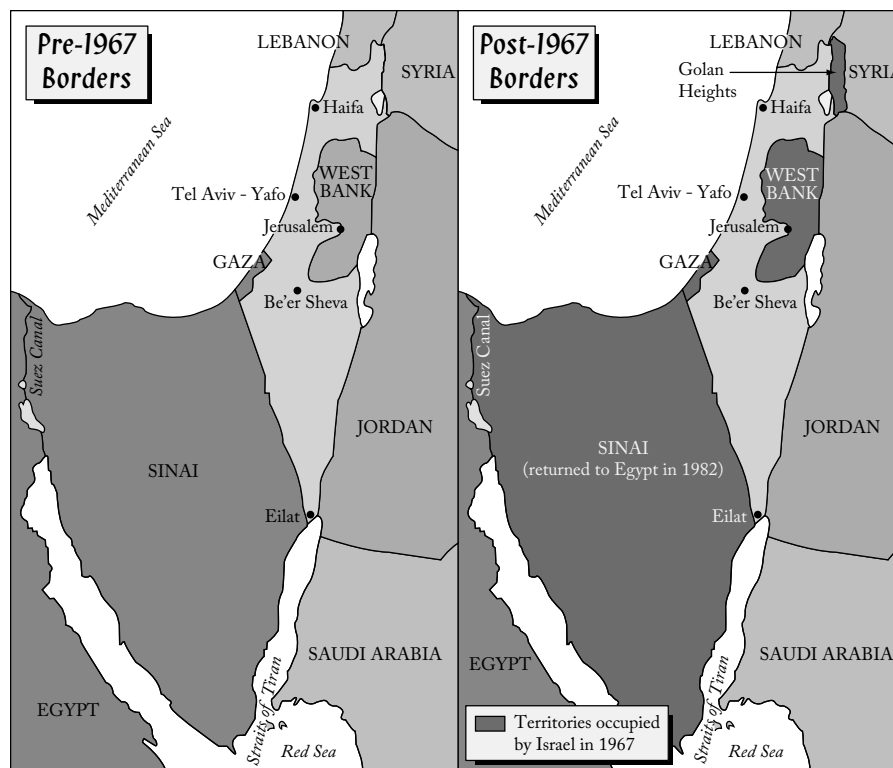 Pre-1967
Borders
LEBANON
SYRIA
Haifa
Mediterranean Sea
WEST
BANK
Tel Aviv - Yafo
Jerusalem
GAZA
Be'er Sheva
Suez Canal
JORDAN
SINAI
Eilat
SAUDI ARABIA
EGYPT
Straits of Tiran
Red Sea
Post-1967
Borders
LEBANON
Golan
Heights
SYRIA
Haifa
Mediterranean Sea
WEST
BANK
Tel Aviv - Yafo
Jerusalem
GAZA
Be'er Sheva
Suez Canal
JORDAN
SINAI
(returned to Egypt in 1982)
Eilat
SAUDI ARABIA
EGYPT
Straits of Tiran
Territories occupied
by Israel in 1967
Red Sea